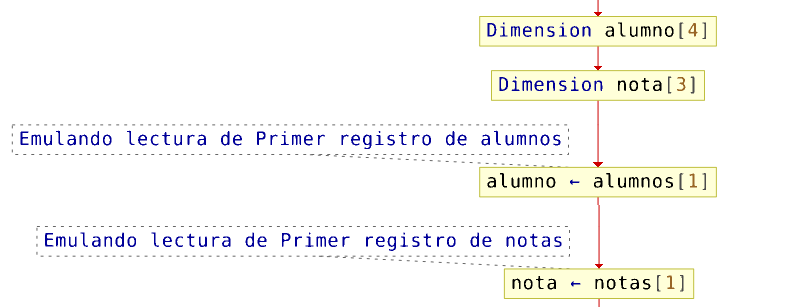 Dimension alumno[4]
Dimension nota[3]
Emulando lectura de Primer registro de alumnos
alumno ← alumnos[1]
Emulando lectura de Primer registro de notas
nota ← notas[1]